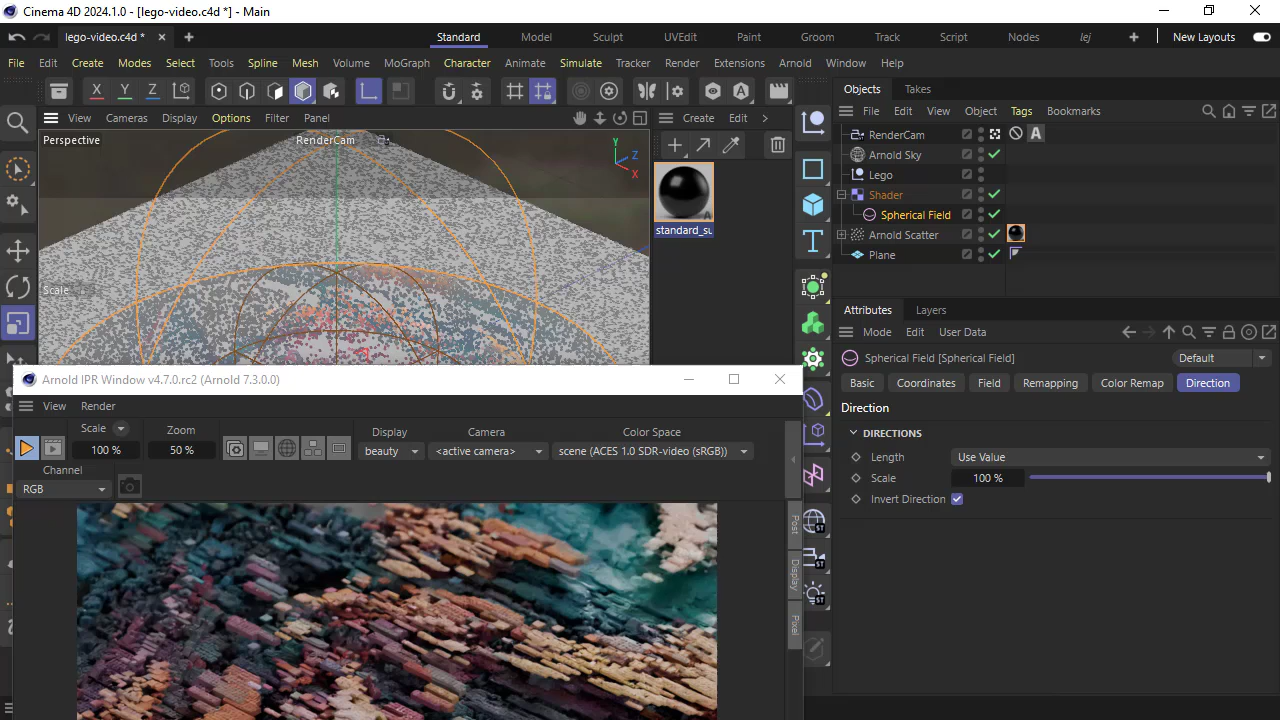 Cinema 4D 2024.1.0 - [lego-video.c4d *] - Main
lego-video.c4d * Standard Model Sculpt UVEdit Paint Groom Track Script Nodes lej New Layouts
File Edit Create Modes Select Tools Spline Mesh Volume MoGraph Character Animate Simulate Tracker Render Extensions Arnold Window Help
X Y Z
Objects Takes
View Cameras Display Options Filter Panel
Create Edit
File Edit View Object Tags Bookmarks
Perspective
RenderCam
Y
Z
X
Scale
standard_su
RenderCam
Arnold Sky
Lego
Shader
Spherical Field
Arnold Scatter
Plane
Attributes Layers
Mode Edit User Data
Spherical Field [Spherical Field]
Default
Basic Coordinates Field Remapping Color Remap Direction
Direction
DIRECTIONS
Length Use Value
Scale 100 %
Invert Direction
Arnold IPR Window v4.7.0.rc2 (Arnold 7.3.0.0)
View Render
Scale Zoom Display Camera Color Space
100 % 50 % beauty <active camera> scene (ACES 1.0 SDR-video (sRGB))
Channel
RGB
Post
Display
Pixel
ST
ST
ST